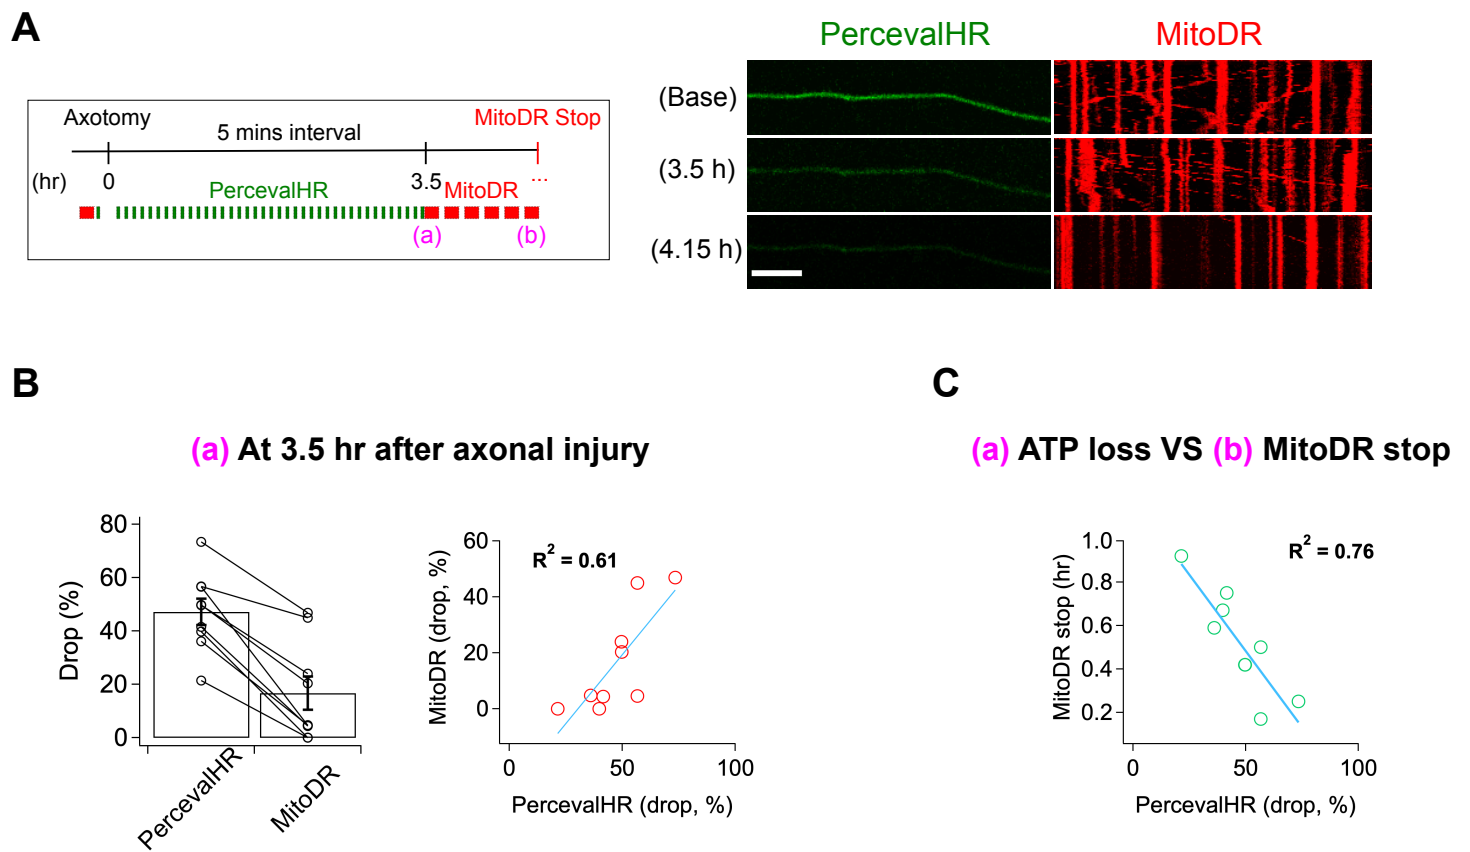 A
PercevalHR
MitoDR
Axotomy
MitoDR Stop
5 mins interval
(hr)
0
3.5
...
PercevalHR
MitoDR
(a)
(b)
(Base)
(3.5 h)
(4.15 h)
B
(a) At 3.5 hr after axonal injury
80
60
40
20
0
Drop (%)
PercevalHR
MitoDR
R2 = 0.61
60
40
20
0
MitoDR (drop, %)
0
50
100
PercevalHR (drop, %)
C
(a) ATP loss VS (b) MitoDR stop
R2 = 0.76
1.0
0.8
0.6
0.4
0.2
MitoDR stop (hr)
0
50
100
PercevalHR (drop, %)